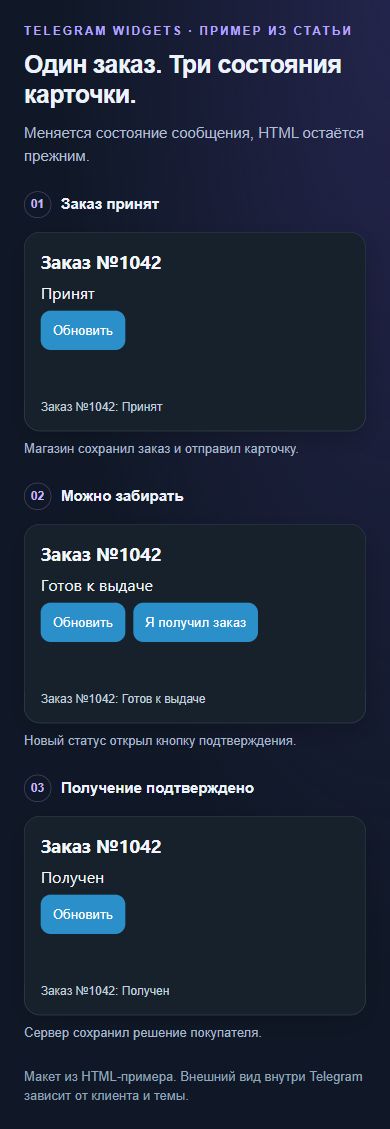 TELEGRAM WIDGETS · ПРИМЕР ИЗ СТАТЬИ
Один заказ. Три состояния
карточки.
Меняется состояние сообщения, HTML остаётся
прежним.
01 Заказ принят
Заказ №1042
Принят
Обновить
Заказ №1042: Принят
Магазин сохранил заказ и отправил карточку.
02 Можно забирать
Заказ №1042
Готов к выдаче
Обновить Я получил заказ
Заказ №1042: Готов к выдаче
Новый статус открыл кнопку подтверждения.
03 Получение подтверждено
Заказ №1042
Получен
Обновить
Заказ №1042: Получен
Сервер сохранил решение покупателя.
Макет из HTML-примера. Внешний вид внутри Telegram
зависит от клиента и темы.